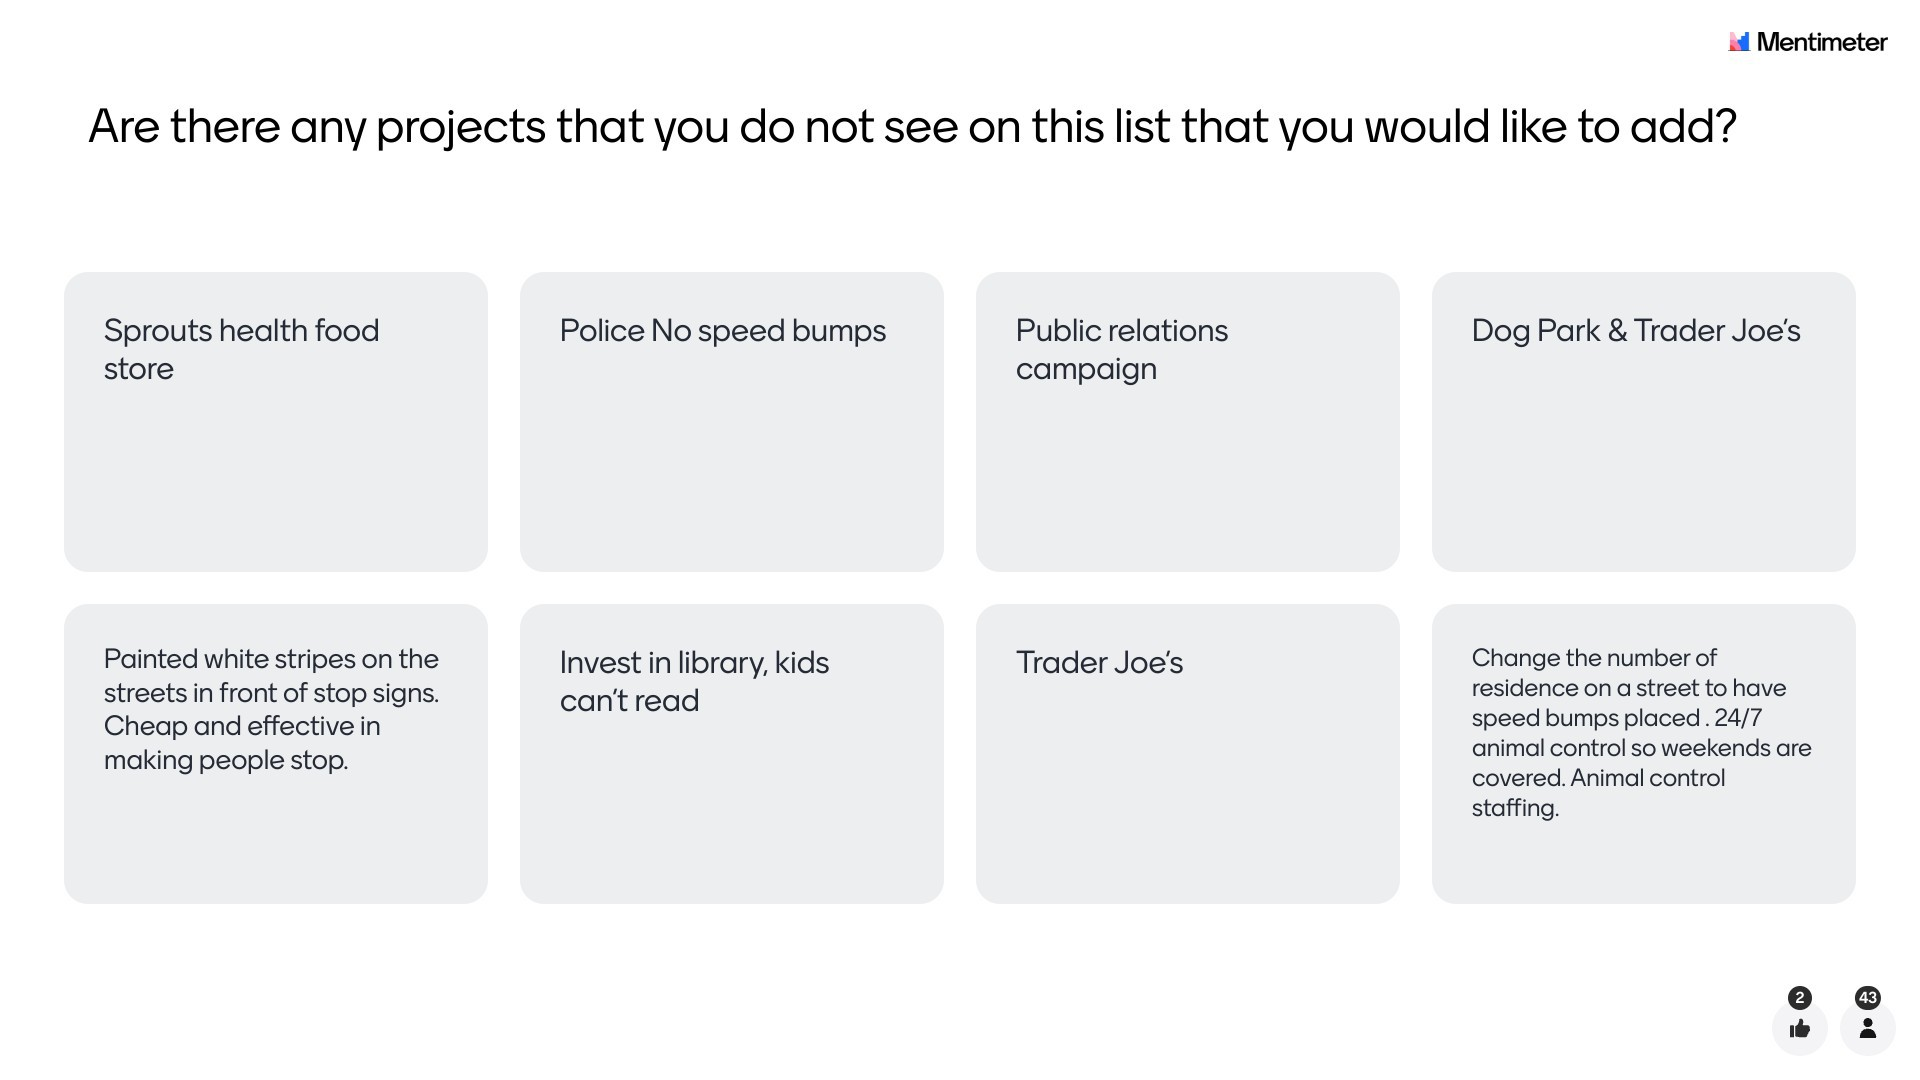 Mentimeter
Are there any projects that you do not see on this list that you would like to add?
Sprouts health food
store
Police No speed bumps
Public relations
campaign
Dog Park & Trader Joe’s
Painted white stripes on the
streets in front of stop signs.
Cheap and effective in
making people stop.
Invest in library, kids
can’t read
Trader Joe’s
Change the number of
residence on a street to have
speed bumps placed . 24/7
animal control so weekends are
covered. Animal control
staffing.
2
43